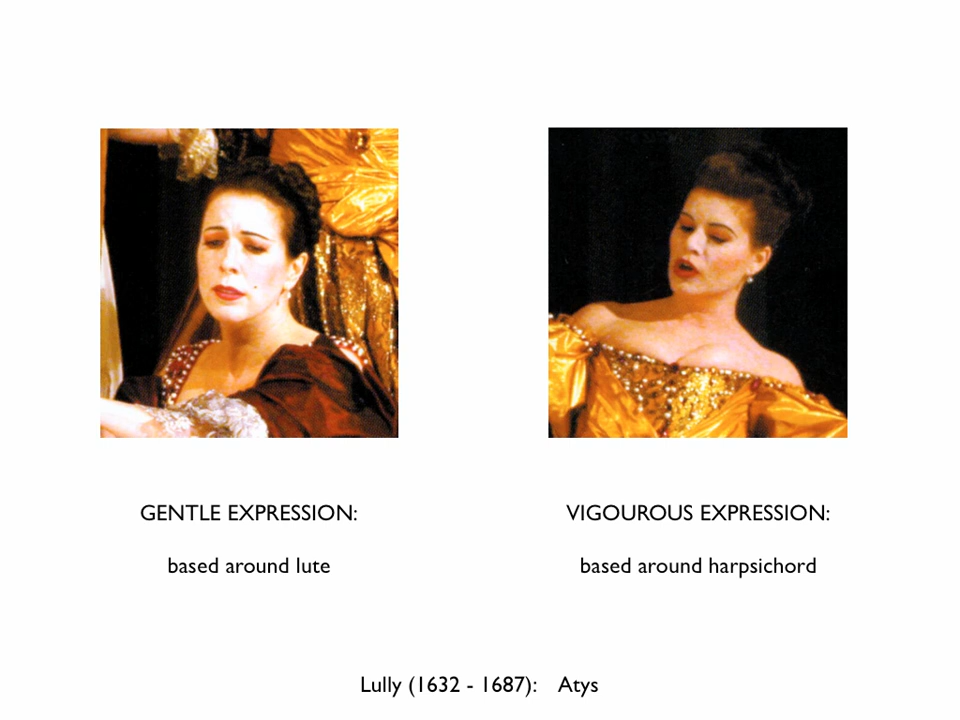 GENTLE EXPRESSION:
VIGOUROUS EXPRESSION:
based around lute
based around harpsichord
Lully (1632 - 1687):    Atys